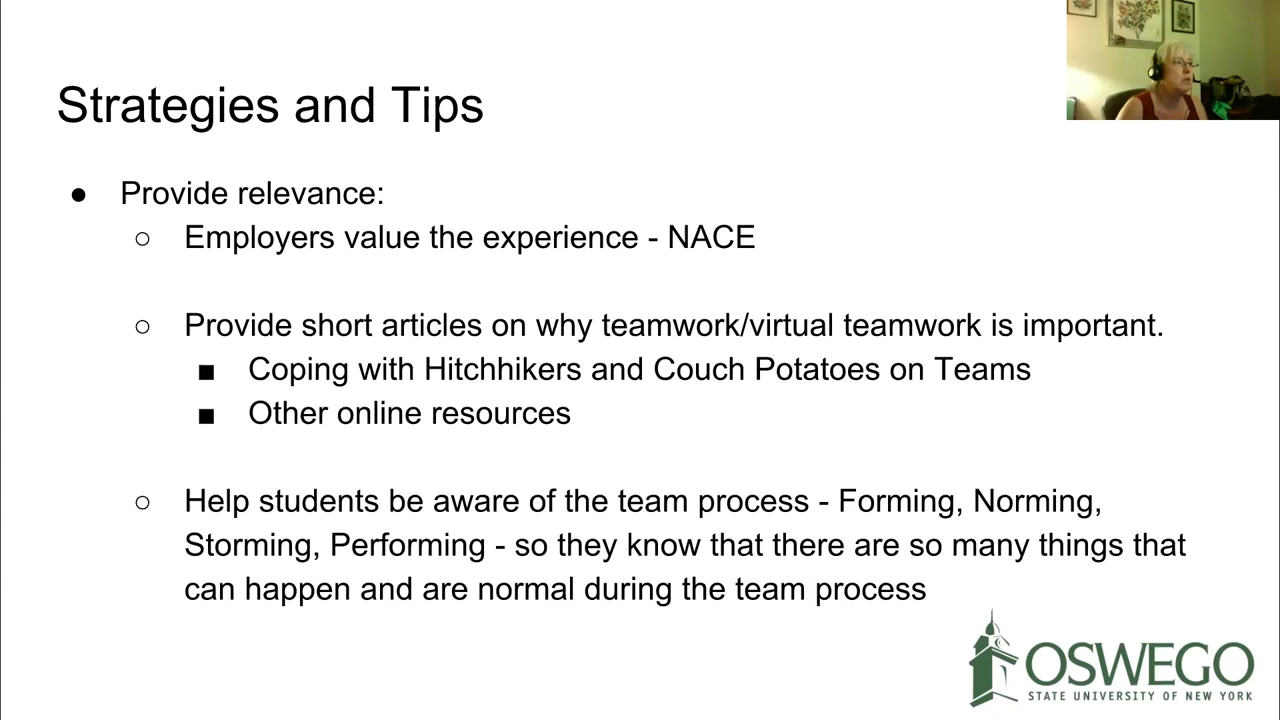 Strategies and Tips
● Provide relevance:
○ Employers value the experience - NACE
○ Provide short articles on why teamwork/virtual teamwork is important.
■ Coping with Hitchhikers and Couch Potatoes on Teams
■ Other online resources
○ Help students be aware of the team process - Forming, Norming,
Storming, Performing - so they know that there are so many things that
can happen and are normal during the team process
OSWEGO
STATE UNIVERSITY OF NEW YORK